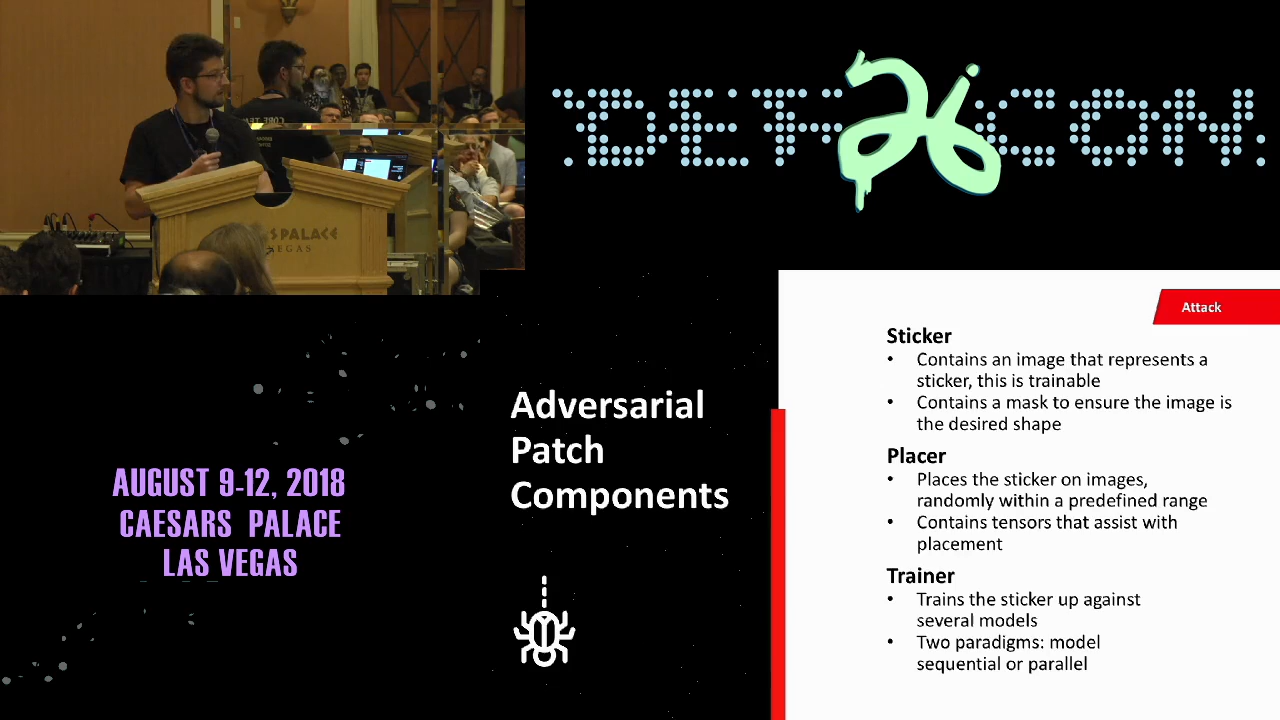 DEF 26 CON
S PALACE
VEGAS
Attack
Adversarial
Patch
Components
Sticker
• Contains an image that represents a
sticker, this is trainable
• Contains a mask to ensure the image is
the desired shape
Placer
• Places the sticker on images,
randomly within a predefined range
• Contains tensors that assist with
placement
Trainer
• Trains the sticker up against
several models
• Two paradigms: model
sequential or parallel
AUGUST 9-12, 2018
CAESARS PALACE
LAS VEGAS